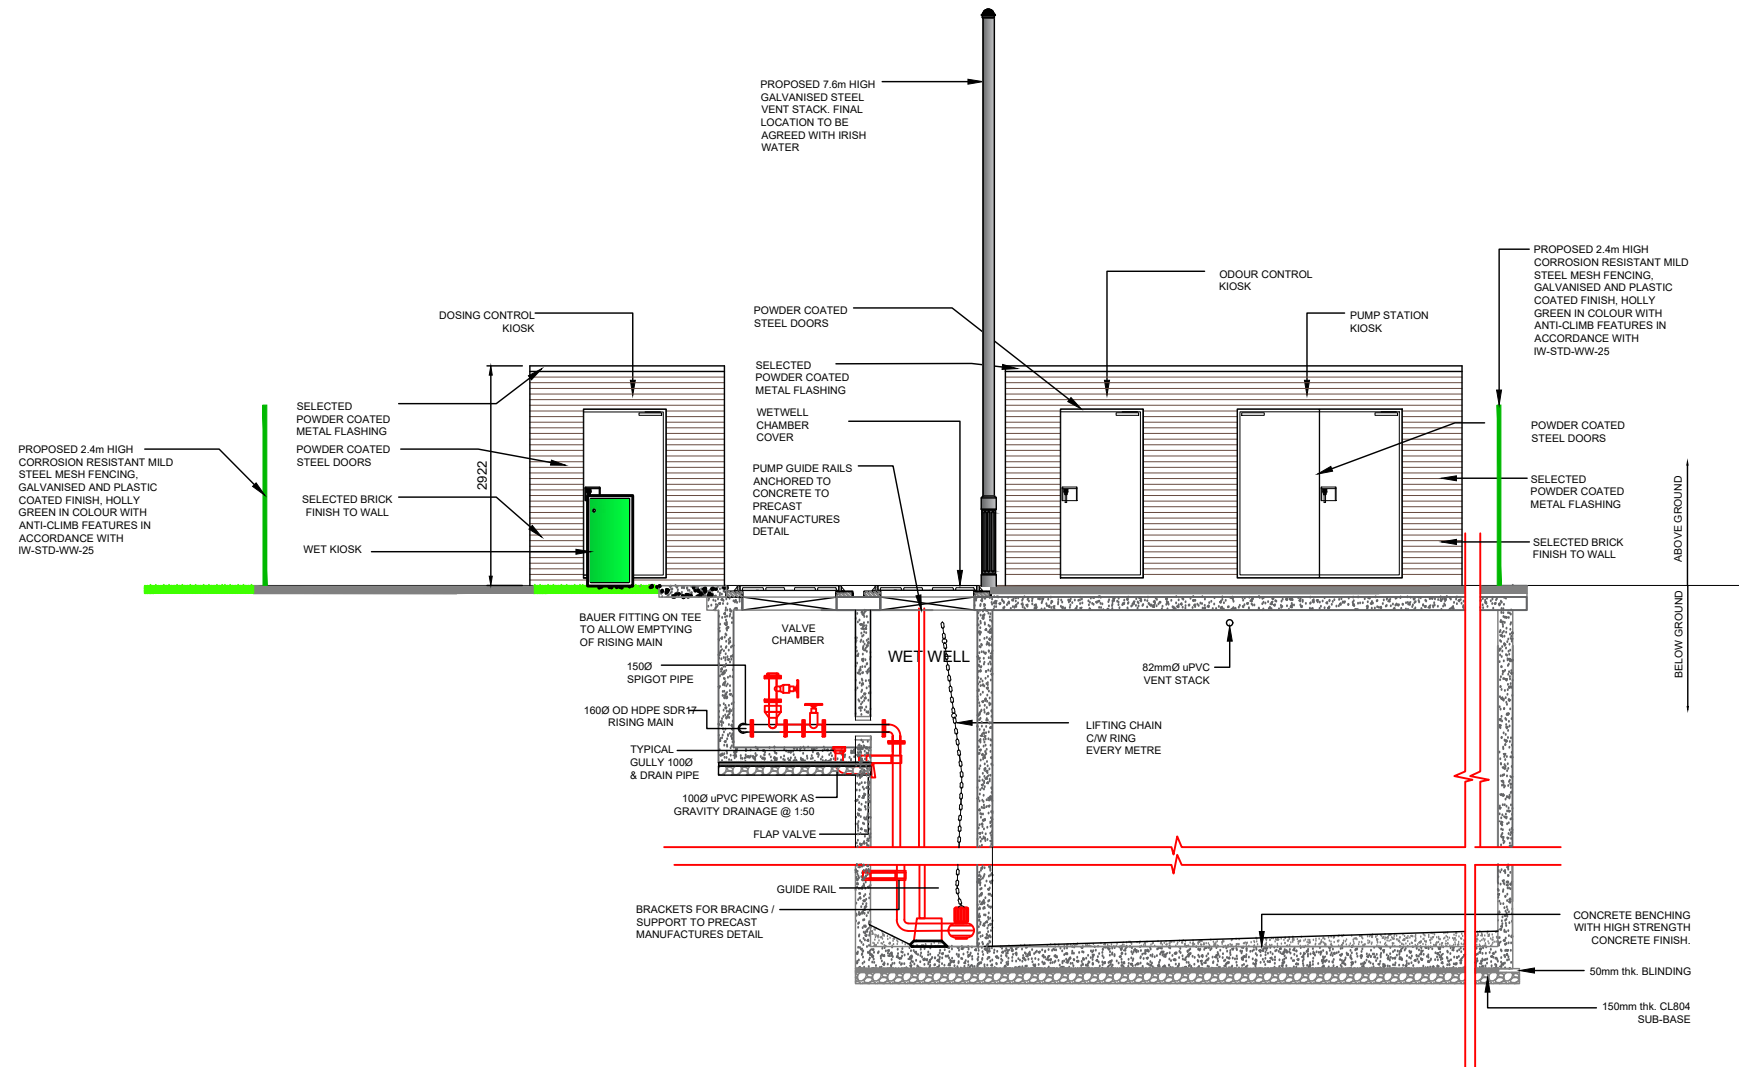 PROPOSED 7.6m HIGH
GALVANISED STEEL
VENT STACK. FINAL
LOCATION TO BE
AGREED WITH IRISH
WATER
PROPOSED 2.4m HIGH
CORROSION RESISTANT MILD
STEEL MESH FENCING,
GALVANISED AND PLASTIC
COATED FINISH, HOLLY
GREEN IN COLOUR WITH
ANTI-CLIMB FEATURES IN
ACCORDANCE WITH
IW-STD-WW-25
ODOUR CONTROL
KIOSK
PUMP STATION
KIOSK
DOSING CONTROL
KIOSK
POWDER COATED
STEEL DOORS
SELECTED
POWDER COATED
METAL FLASHING
WETWELL
CHAMBER
COVER
PUMP GUIDE RAILS
ANCHORED TO
CONCRETE TO
PRECAST
MANUFACTURES
DETAIL
SELECTED
POWDER COATED
METAL FLASHING
POWDER COATED
STEEL DOORS
SELECTED BRICK
FINISH TO WALL
WET KIOSK
2922
PROPOSED 2.4m HIGH
CORROSION RESISTANT MILD
STEEL MESH FENCING,
GALVANISED AND PLASTIC
COATED FINISH, HOLLY
GREEN IN COLOUR WITH
ANTI-CLIMB FEATURES IN
ACCORDANCE WITH
IW-STD-WW-25
POWDER COATED
STEEL DOORS
SELECTED
POWDER COATED
METAL FLASHING
SELECTED BRICK
FINISH TO WALL
ABOVE GROUND
BELOW GROUND
BAUER FITTING ON TEE
TO ALLOW EMPTYING
OF RISING MAIN
VALVE
CHAMBER
WET WELL
150Ø
SPIGOT PIPE
160Ø OD HDPE SDR17
RISING MAIN
TYPICAL
GULLY 100Ø
& DRAIN PIPE
100Ø uPVC PIPEWORK AS
GRAVITY DRAINAGE @ 1:50
FLAP VALVE
GUIDE RAIL
BRACKETS FOR BRACING /
SUPPORT TO PRECAST
MANUFACTURES DETAIL
82mmØ uPVC
VENT STACK
LIFTING CHAIN
C/W RING
EVERY METRE
CONCRETE BENCHING
WITH HIGH STRENGTH
CONCRETE FINISH.
50mm thk. BLINDING
150mm thk. CL804
SUB-BASE